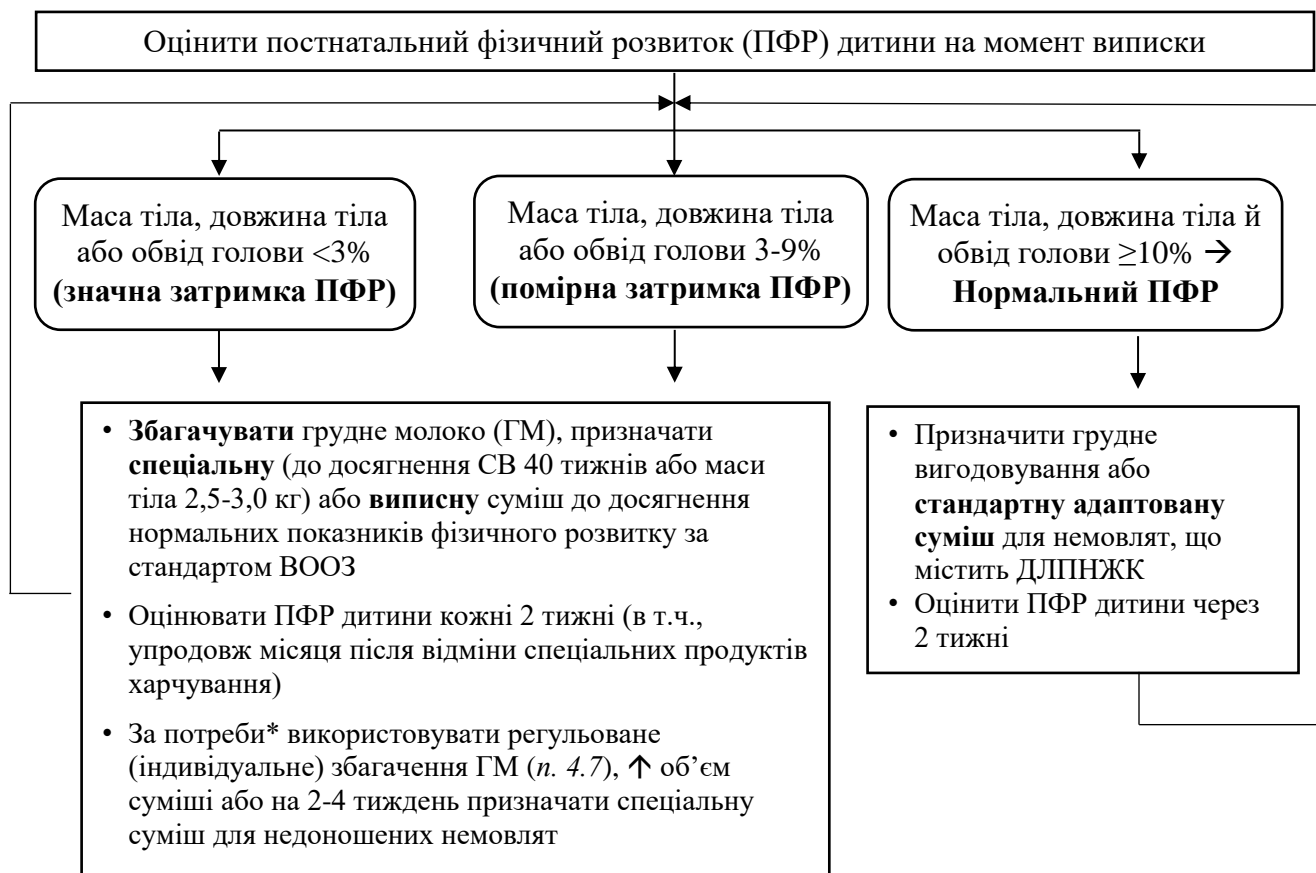 Оцінити постнатальний фізичний розвиток (ПФР) дитини на момент виписки
Маса тіла, довжина тіла
або обвід голови <3%
(значна затримка ПФР)
Маса тіла, довжина тіла
або обвід голови 3-9%
(помірна затримка ПФР)
Маса тіла, довжина тіла й
обвід голови ≥10% →
Нормальний ПФР
• Збагачувати грудне молоко (ГМ), призначати
спеціальну (до досягнення СВ 40 тижнів або маси
тіла 2,5-3,0 кг) або виписну суміш до досягнення
нормальних показників фізичного розвитку за
стандартом ВООЗ
• Оцінювати ПФР дитини кожні 2 тижні (в т.ч.,
упродовж місяця після відміни спеціальних продуктів
харчування)
• За потреби* використовувати регульоване
(індивідуальне) збагачення ГМ (п. 4.7), ↑ об’єм
суміші або на 2-4 тиждень призначати спеціальну
суміш для недоношених немовлят
• Призначити грудне
вигодовування або
стандартну адаптовану
суміш для немовлят, що
містить ДЛПНЖК
• Оцінити ПФР дитини через
2 тижні